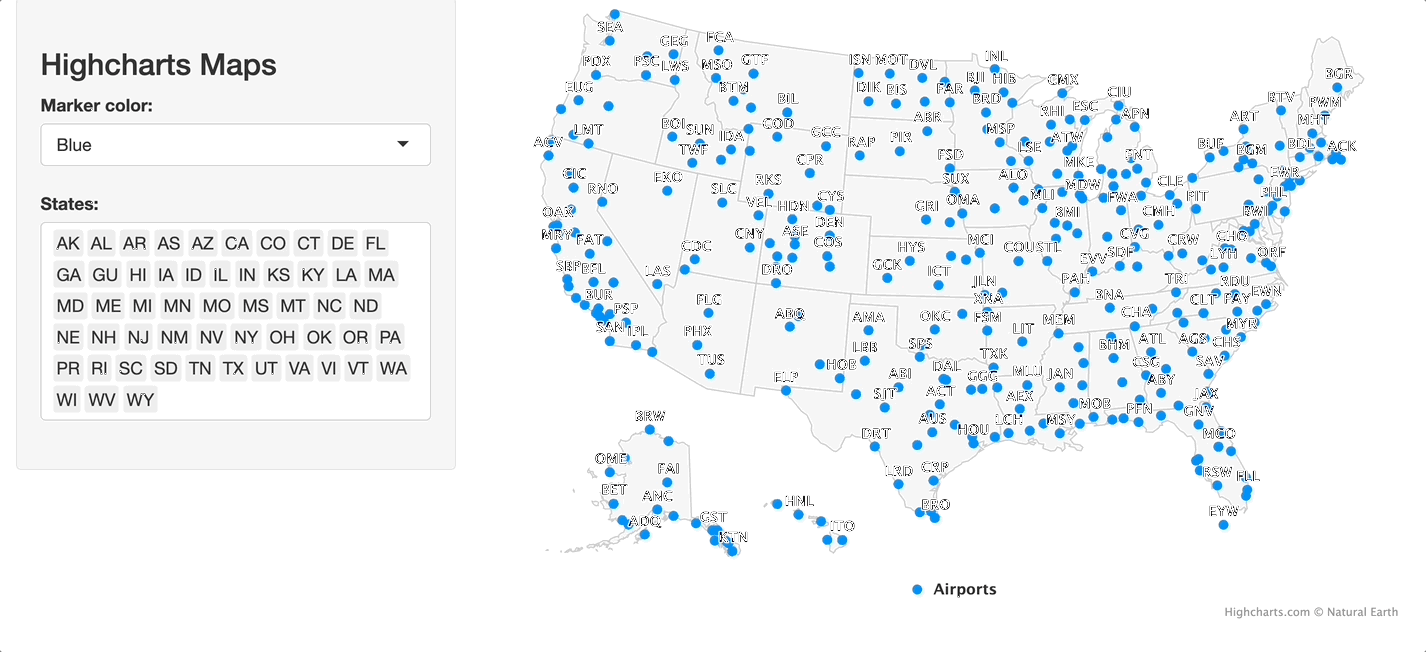 Highcharts Maps
Marker color:
Blue
States:
AK AL AR AS AZ CA CO CT DE FL
GA GU HI IA ID iL IN KS KY LA MA
MD ME MI MN MO MS MT NC ND
NE NH NJ NM NV NY OH OK OR PA
PR RI SC SD TN TX UT VA VI VT WA
WI WV WY
SEA
GEG FCA
PDX PSC LWS MSO GTF ISN MOT DVL INL BGR
EUG BTM BIL DIK BIS FAR BJI HIB CMX CIU BTV PWM
ACV LMT BOI SUN IDA COD GCC ABR BRD RHI ESC APN ART MHT
TWF CPR RAP PIR MSP LSE ATW BUF BGM BDL ACK
CIC RNO EKO SLC RKS FSD SUX ALO MKE FNT CLE EWR
OAK VEL HDN CYS GRI OMA MLI MDW FWA CMH PIT PHL
MRY FAT CNY ASE DEN COS HYS MCI COU STL BMI CVG CRW BWI CHO
SBP BFL LAS CDC DRO GCK ICT EVV SDF LYH ORF
BUR PSP FLG JLN XNA PAH BNA TRI RDU EWN
SAN IPL PHX ABQ AMA OKC FSM LIT MEM CHA CLT PAY MYR
TUS LBB SPS TXK BHM ATL AGS CHS
ELP HOB ABI DAL GGG MLU JAN CSG ABY SAV
SJT ACT AEX MOB PFN JAX GNV
DRT AUS HOU LCH MSY MCO
BRW LRD CRP RSW FLL
OME FAI BRO EYW
BET ANC HNL
ADQ GST KTN ITO
Airports
Highcharts.com © Natural Earth